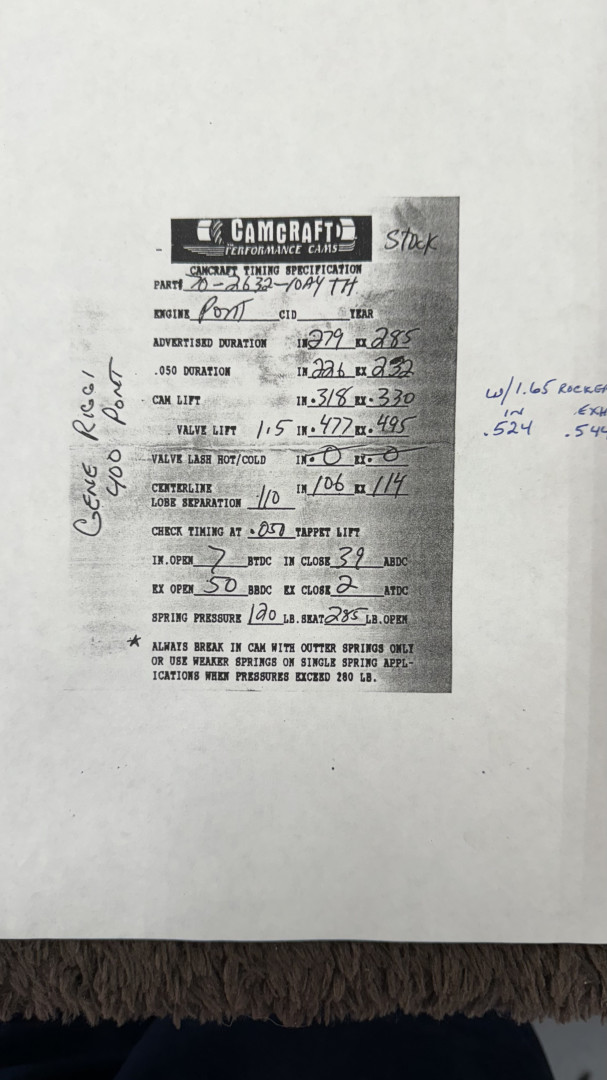 CAMCRAFT
PERFORMANCE CAMS
STOCK
CAMCRAFT TIMING SPECIFICATION
PART# 70-2632-10A4 TH
ENGINE PONT CID YEAR
ADVERTISED DURATION IN 279 EX 285
.050 DURATION IN 226 EX 232
CAM LIFT IN .318 EX .330
VALVE LIFT 1.5 IN .477 EX .495
VALVE LASH HOT/COLD IN. 0 EX. 0
CENTERLINE IN 106 EX 114
LOBE SEPARATION 110
CHECK TIMING AT .050 TAPPET LIFT
IN.OPEN 7 BTDC IN CLOSE 39 ABDC
EX OPEN 50 BBDC EX CLOSE 2 ATDC
SPRING PRESSURE 120 LB.SEAT 285 LB.OPEN
* ALWAYS BREAK IN CAM WITH OUTTER SPRINGS ONLY
OR USE WEAKER SPRINGS ON SINGLE SPRING APPL-
ICATIONS WHEN PRESSURES EXCEED 280 LB.
GENE RIGGI
400 PONT
W/1.65 ROCKER
IN EXH
.524 .544